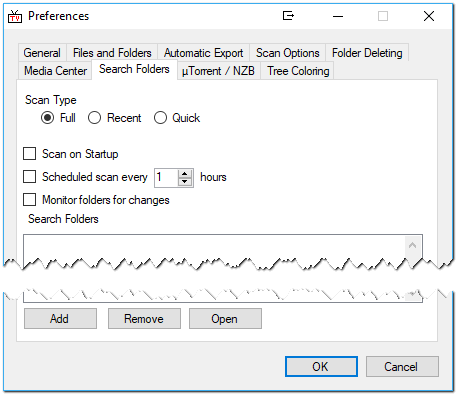 TV Preferences
General Files and Folders Automatic Export Scan Options Folder Deleting
Media Center Search Folders µTorrent / NZB Tree Coloring
Scan Type
Full Recent Quick
Scan on Startup
Scheduled scan every 1 hours
Monitor folders for changes
Search Folders
Add Remove Open
OK Cancel